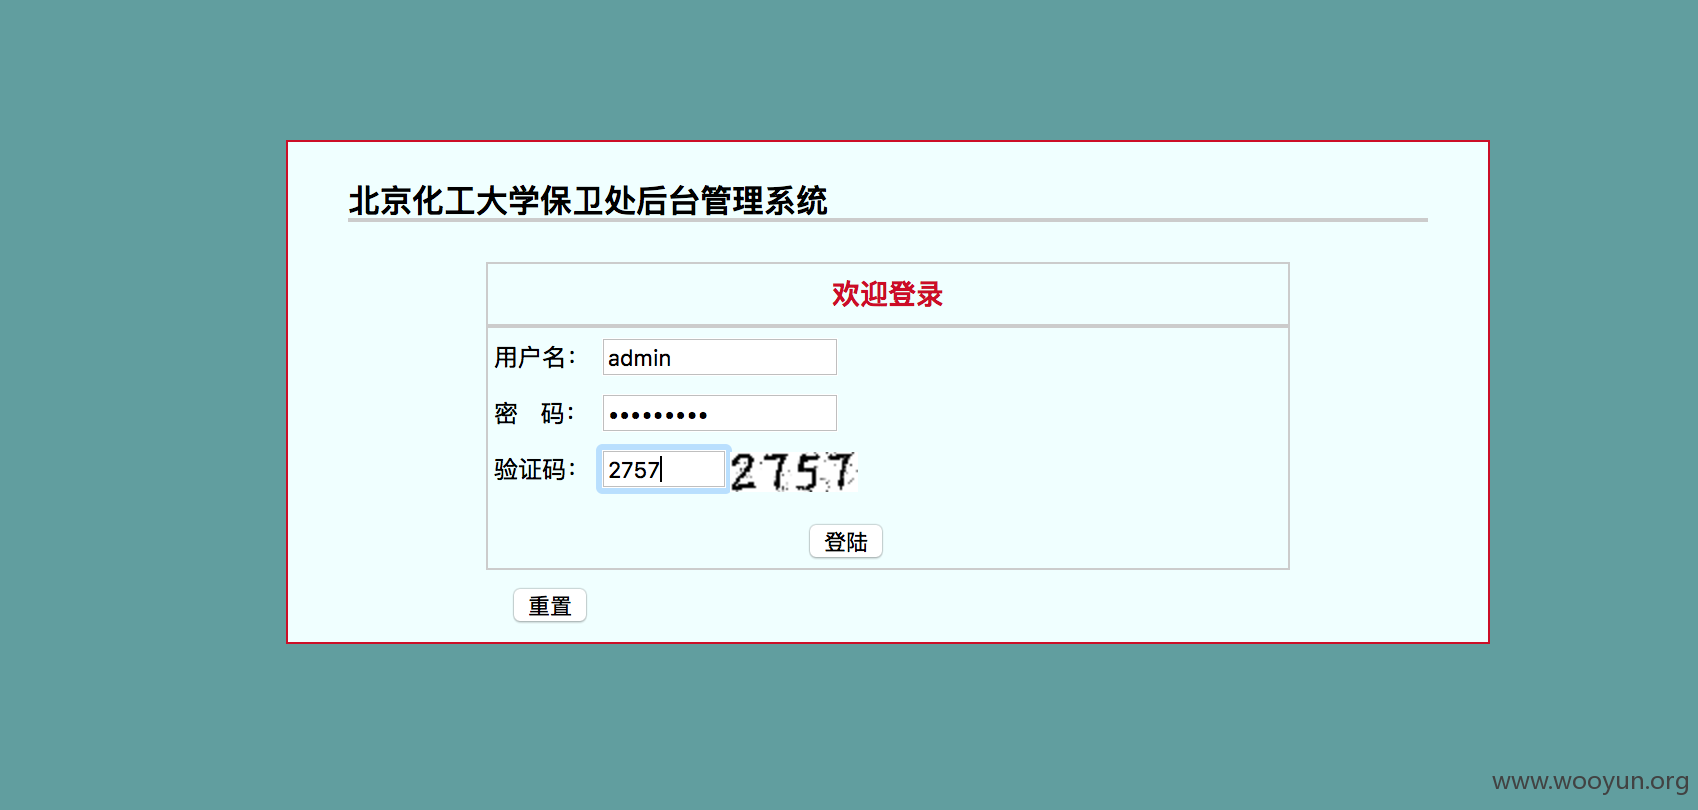 北京化工大学保卫处后台管理系统
欢迎登录
用户名： admin
密 码： •••••••••
验证码： 2757 2757
登陆
重置
www.wooyun.org